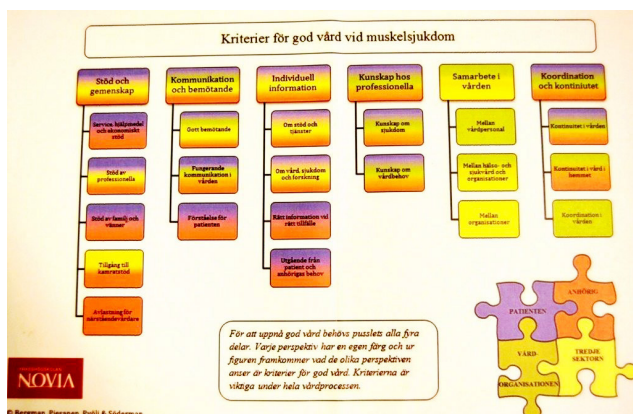 Kriterier för god vård vid muskelsjukdom
Stöd och
gemenskap
Service, hjälpmedel
och ekonomiskt
stöd
Stöd av
professionella
Stöd av familj och
vänner
Tillgång till
kamratstöd
Avlastning för
närståendevårdare
Kommunikation
och bemötande
Gott bemötande
Fungerande
kommunikation i
vården
Förståelse för
patienten
Individuell
information
Om stöd och
tjänster
Om vård, sjukdom
och forskning
Rätt information vid
rätt tillfälle
Utgående från
patient och
anhörigas behov
Kunskap hos
professionella
Kunskap om
sjukdom
Kunskap om
vårdbehov
Samarbete i
vården
Mellan
vårdpersonal
Mellan hälso- och
sjukvård och
organisationer
Mellan
organisationer
Koordination
och kontinuitet
Kontinuitet i vården
Kontinuitet i vård i
hemmet
Koordination i
vården
För att uppnå god vård behövs pusslets alla fyra
delar. Varje perspektiv har en egen färg och ur
figuren framkommer vad de olika perspektiven
anser är kriterier för god vård. Kriterierna är
viktiga under hela vårdprocessen.
PATIENTEN
ANHÖRIG
VÅRD-
ORGANISATIONEN
TREDJE
SEKTORN
NOVIA
© Bergman, Piesanen, Pyöli & Söderman